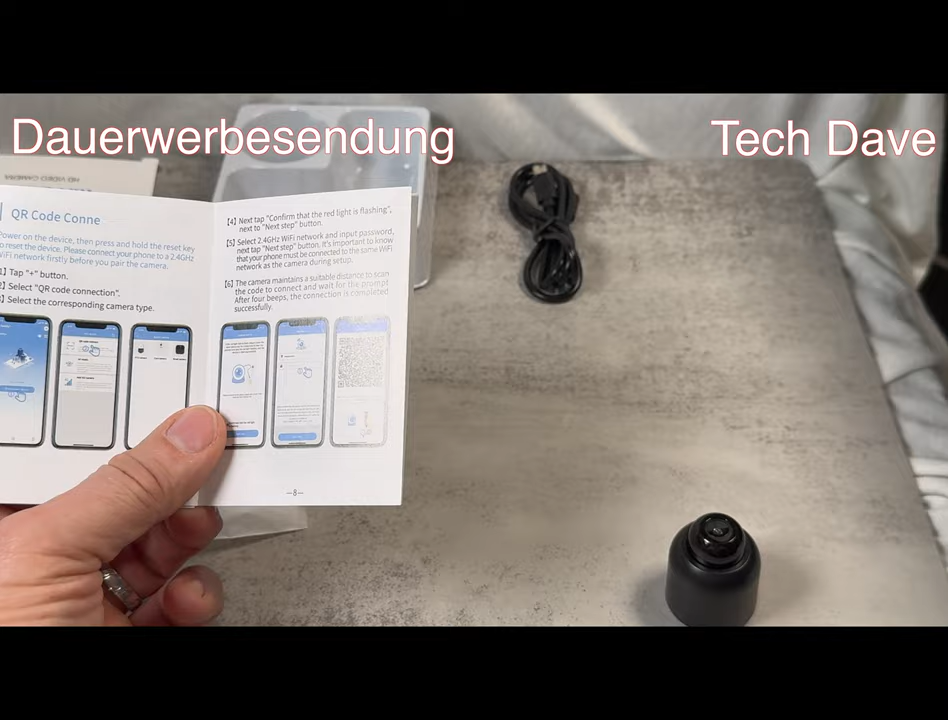 Dauerwerbesendung
Tech Dave
HD VIDEO CAMERA
QR Code Conne
Power on the device, then press and hold the reset key
to reset the device. Please connect your phone to a 2.4GHz
WiFi network firstly before you pair the camera.
1】Tap "+" button.
2】Select "QR code connection".
3】Select the corresponding camera type.
【4】Next tap "Confirm that the red light is flashing",
next to "Next step" button.
【5】Select 2.4GHz WiFi network and input password,
next tap "Next step" button. It's important to know
that your phone must be connected to the same WiFi
network as the camera during setup.
【6】The camera maintains a suitable distance to scan
the code to connect and wait for the prompt
After four beeps, the connection is completed
successfully.
—8—